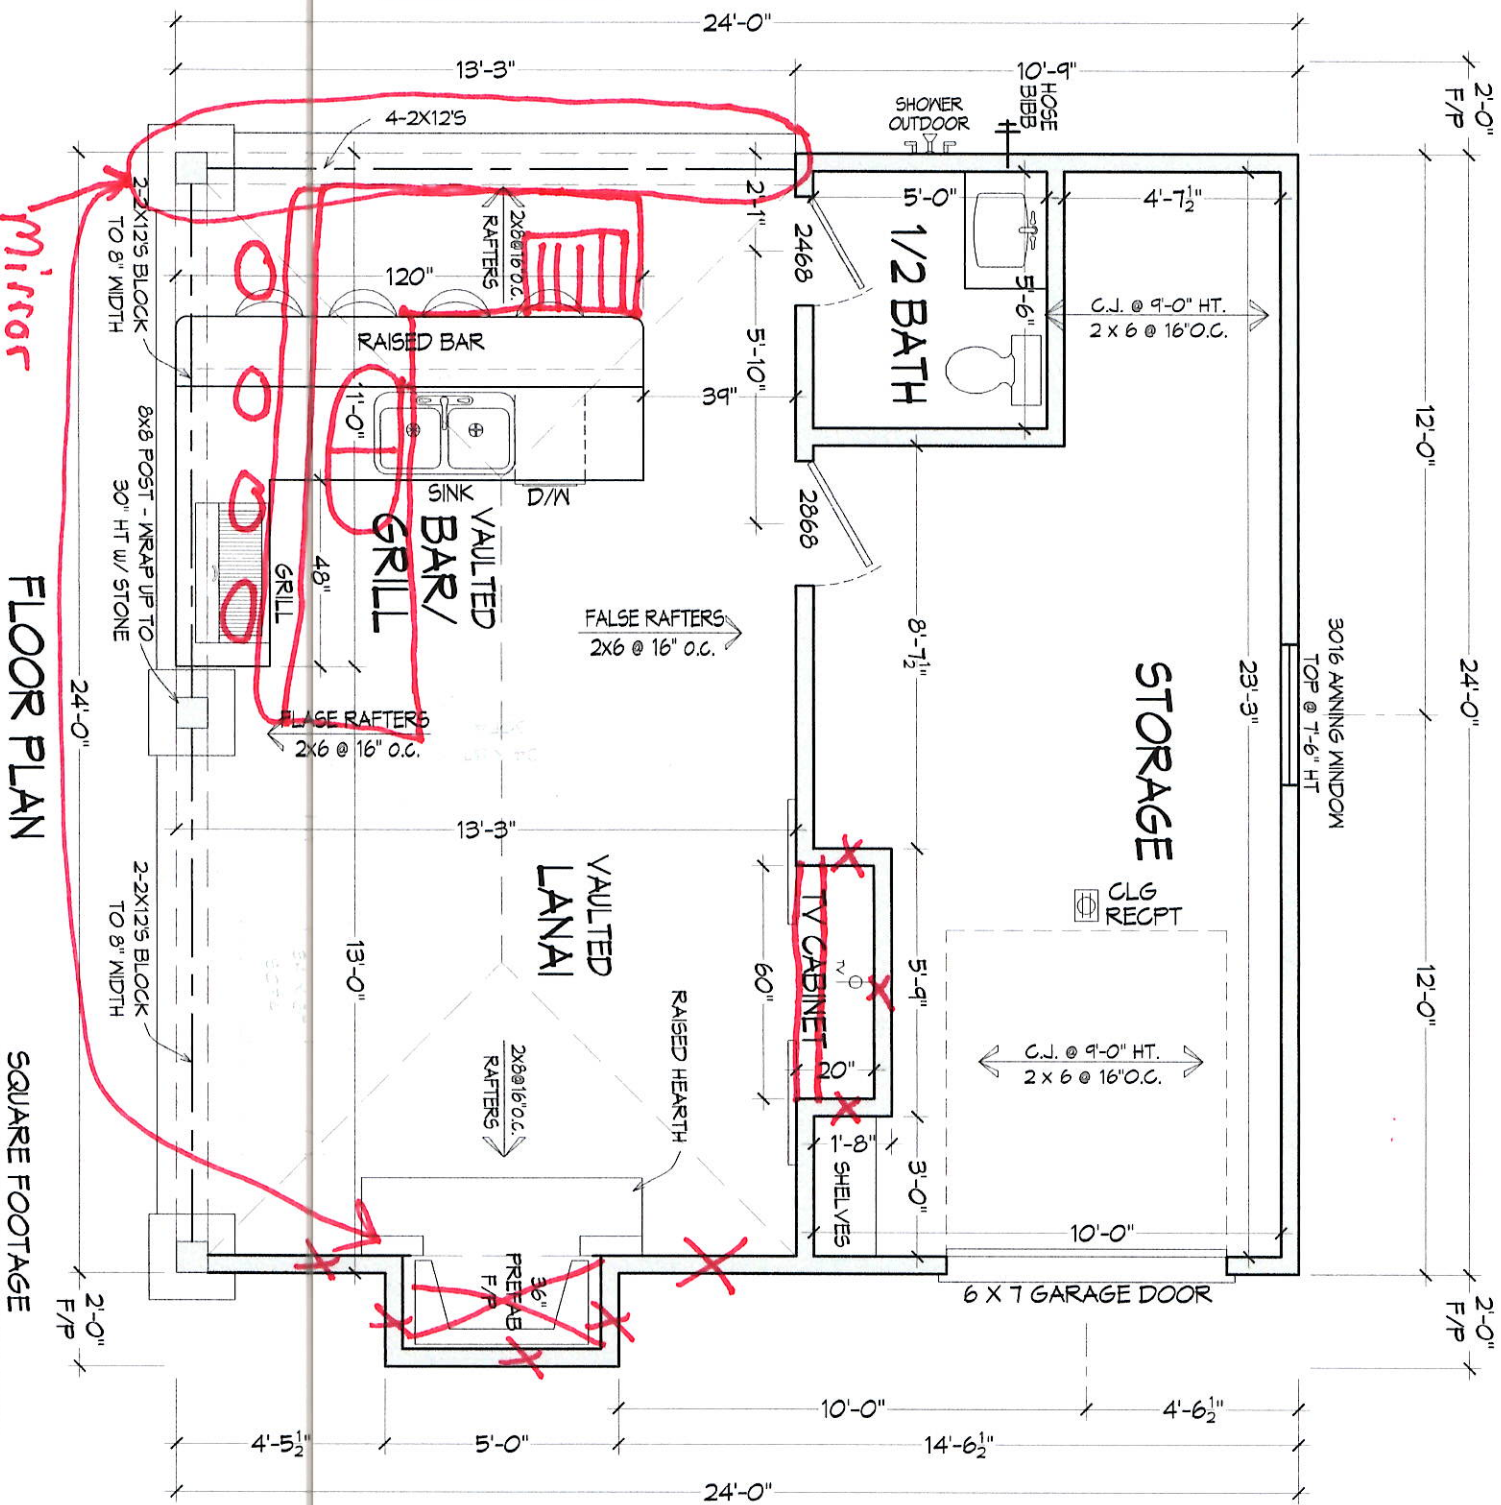 24'-0"
13'-3"
10'-9"
2'-0"
F/P
4-2X12'S
SHOWER
OUTDOOR
HOSE
BIBB
2-2X12'S BLOCK
TO 8" WIDTH
Mirror
2X8@16"O.C.
RAFTERS
2'-1"
2468
5'-0"
4'-7½"
1/2 BATH
5'-6"
C.J. @ 9'-0" HT.
2 x 6 @ 16"O.C.
120"
RAISED BAR
5'-10"
39"
1'-0"
12'-0"
8X8 POST - WRAP UP TO
30" HT W/ STONE
SINK
D/W
VAULTED
BAR/
GRILL
2868
GRILL
48"
FALSE RAFTERS
2X6 @ 16" O.C.
8'-7½"
FLASE RAFTERS
2X6 @ 16" O.C.
STORAGE
23'-3"
3016 AWNING WINDOW
TOP @ 7'-6" HT
24'-0"
24'-0"
FLOOR PLAN
13'-3"
VAULTED
LANAI
CLG
RECPT
TV CABINET
60"
20"
5'-9"
12'-0"
2-2X12'S BLOCK
TO 8" WIDTH
13'-0"
RAISED HEARTH
2X8@16"O.C.
RAFTERS
C.J. @ 9'-0" HT.
2 x 6 @ 16"O.C.
1'-8"
SHELVES
3'-0"
10'-0"
SQUARE FOOTAGE
36"
PREFAB
F/P
6 X 7 GARAGE DOOR
2'-0"
F/P
2'-0"
F/P
10'-0"
4'-6½"
4'-5½"
5'-0"
14'-6½"
24'-0"